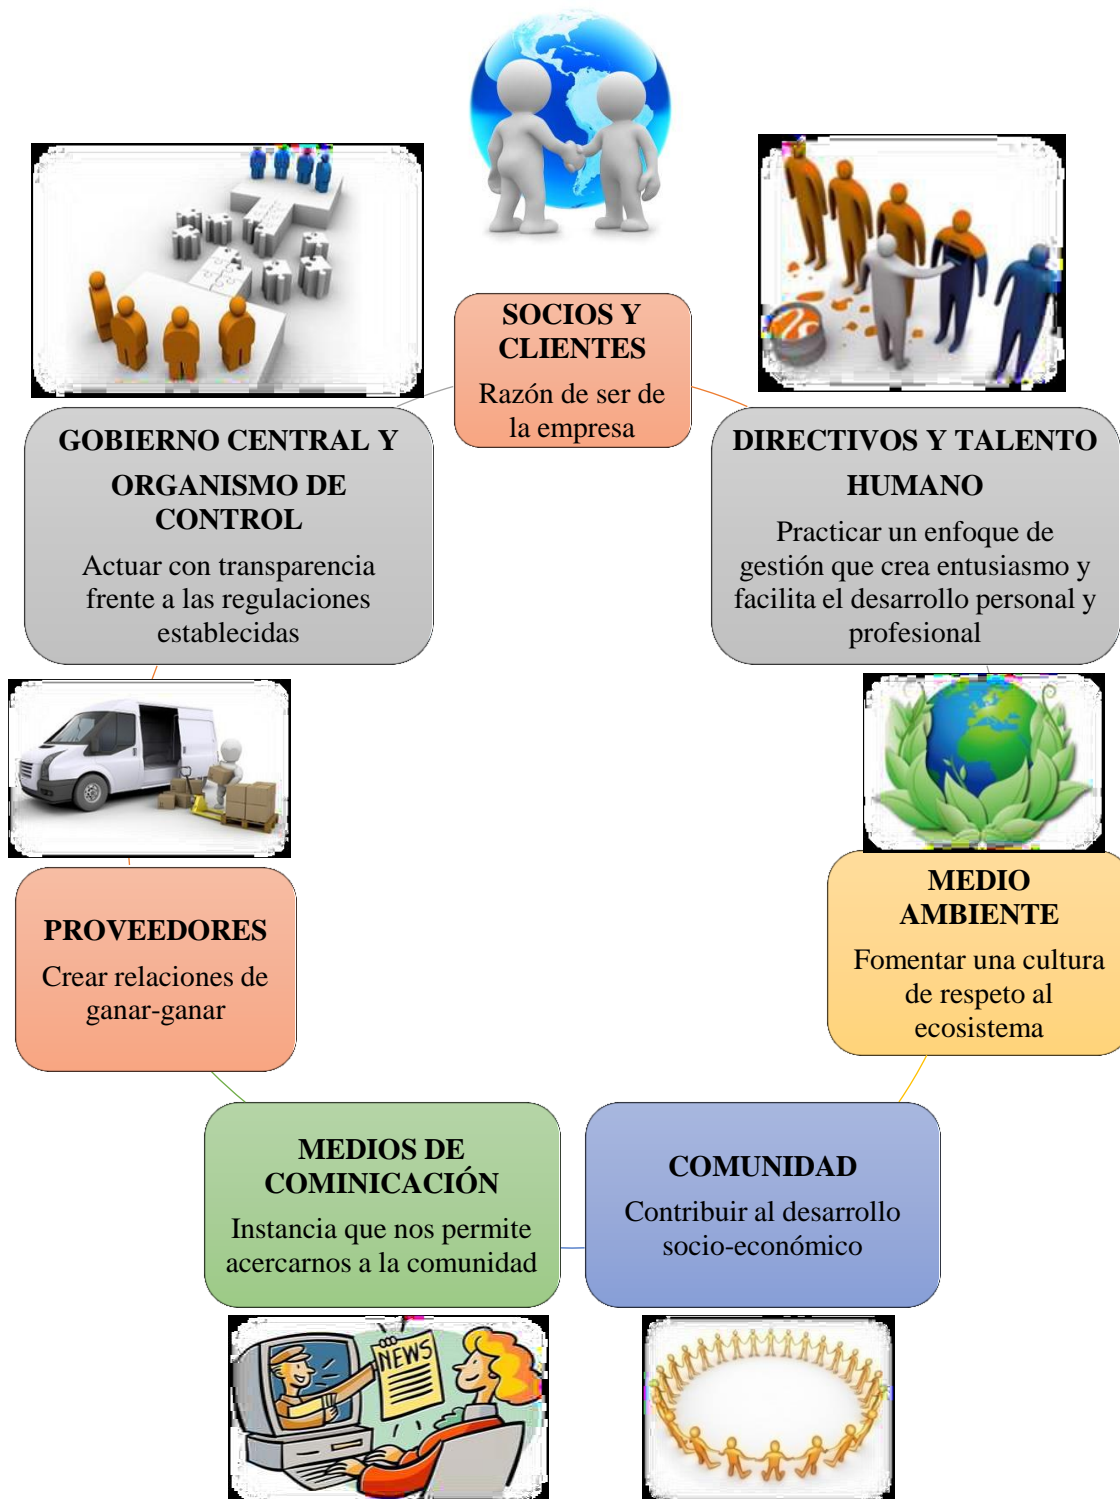 SOCIOS Y
CLIENTES
Razón de ser de
la empresa
DIRECTIVOS Y TALENTO
HUMANO
Practicar un enfoque de
gestión que crea entusiasmo y
facilita el desarrollo personal y
profesional
MEDIO
AMBIENTE
Fomentar una cultura
de respeto al
ecosistema
COMUNIDAD
Contribuir al desarrollo
socio-económico
MEDIOS DE
COMINICACIÓN
Instancia que nos permite
acercarnos a la comunidad
NEWS
PROVEEDORES
Crear relaciones de
ganar-ganar
GOBIERNO CENTRAL Y
ORGANISMO DE
CONTROL
Actuar con transparencia
frente a las regulaciones
establecidas